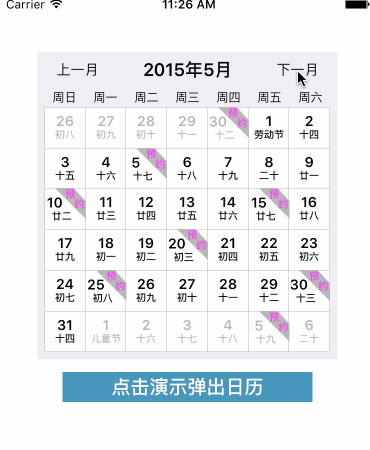 Carrier 11:26 AM
上一月 2015年5月 下一月
周日 周一 周二 周三 周四 周五 周六
26 27 28 29 30 预约 1 2
初八 初九 初十 十一 十二 劳动节 十四
3 4 5 预约 6 7 8 9
十五 十六 十七 十八 十九 二十 廿一
10 预约 11 12 13 14 15 预约 16
廿二 廿三 廿四 廿五 廿六 廿七 廿八
17 18 19 20 预约 21 22 23
廿九 初一 初二 初三 初四 初五 初六
24 25 预约 26 27 28 29 30 预约
初七 初八 初九 初十 十一 十二 十三
31 1 2 3 4 5 预约 6
十四 儿童节 十六 十七 十八 十九 二十
点击演示弹出日历